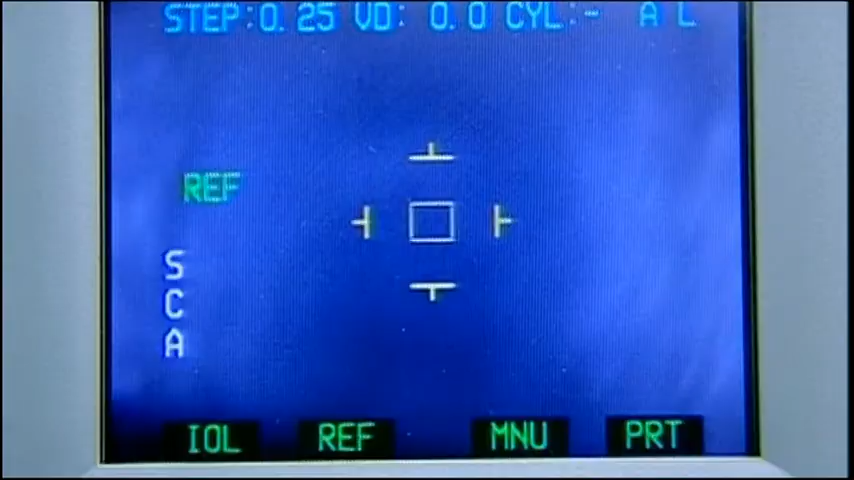 STEP:0.25 VD: 0.0 CYL:- A L
REF
S
C
A
IOL REF MNU PRT